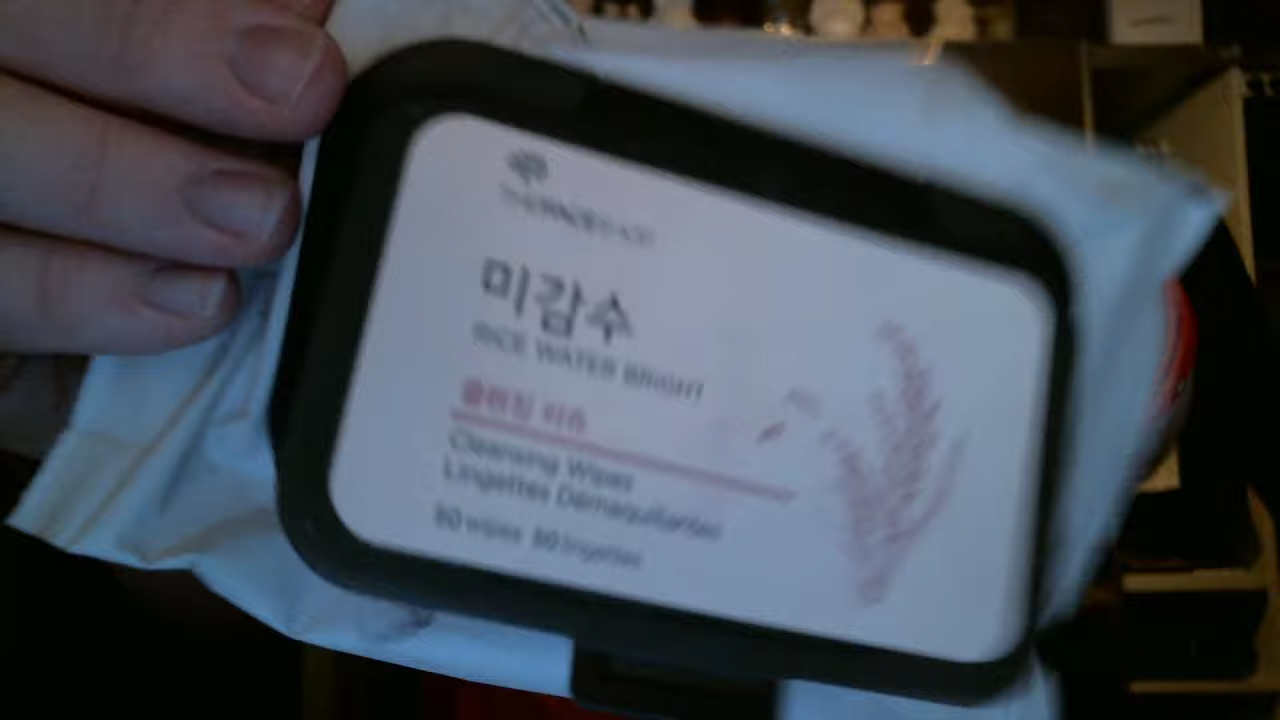 THEFACESHOP
미감수
RICE WATER BRIGHT
클렌징 티슈
Cleansing Wipes
Lingettes Démaquillantes
50 wipes 50 lingettes